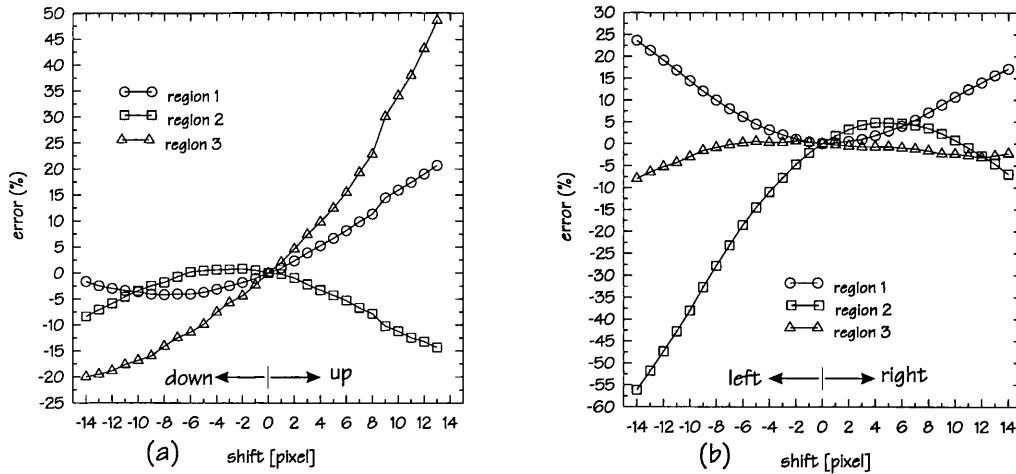 50
45
40
35
30
25
20
15
10
5
0
-5
-10
-15
-20
-25
error (%)
region 1
region 2
region 3
down
up
-14 -12 -10 -8 -6 -4 -2 0 2 4 6 8 10 12 14
(a)
shift [pixel]
30
25
20
15
10
5
0
-5
-10
-15
-20
-25
-30
-35
-40
-45
-50
-55
-60
error (%)
region 1
region 2
region 3
left
right
-14 -12 -10 -8 -6 -4 -2 0 2 4 6 8 10 12 14
(b)
shift [pixel]